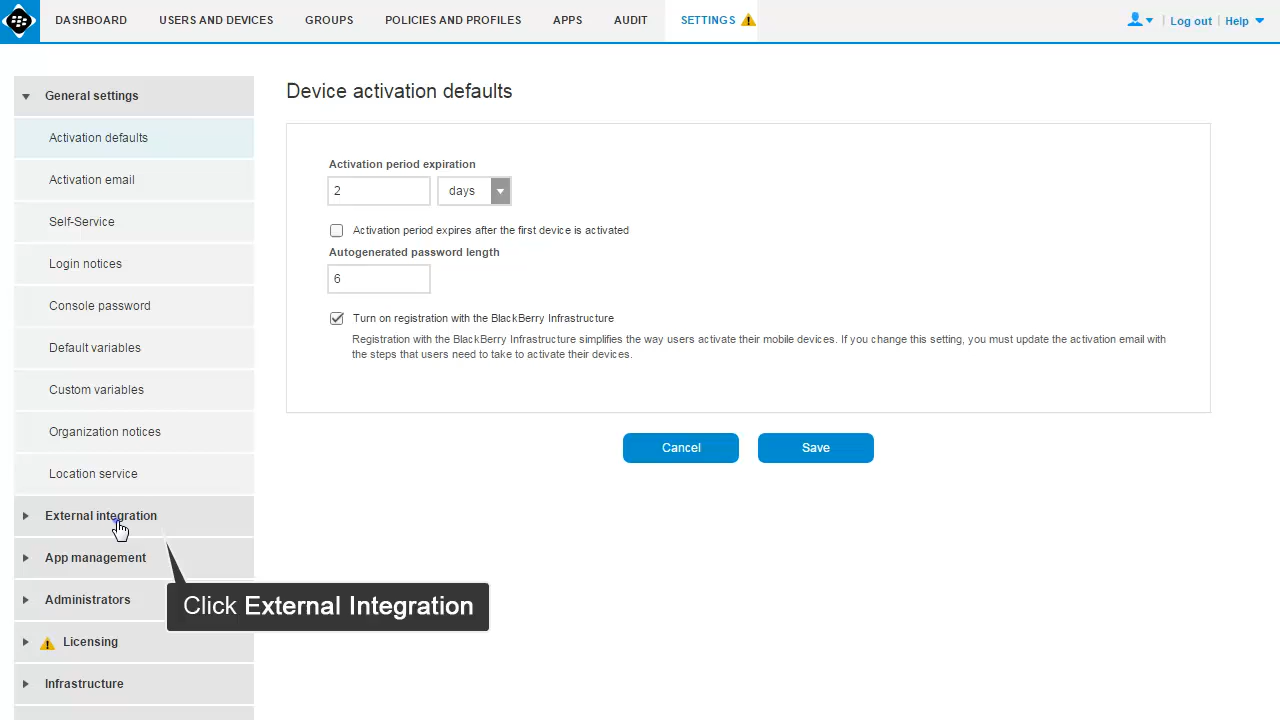 DASHBOARD USERS AND DEVICES GROUPS POLICIES AND PROFILES APPS AUDIT SETTINGS Log out Help
General settings
Activation defaults
Activation email
Self-Service
Login notices
Console password
Default variables
Custom variables
Organization notices
Location service
External integration
App management
Administrators
Licensing
Infrastructure
Device activation defaults
Activation period expiration
2 days
Activation period expires after the first device is activated
Autogenerated password length
6
Turn on registration with the BlackBerry Infrastructure
Registration with the BlackBerry Infrastructure simplifies the way users activate their mobile devices. If you change this setting, you must update the activation email with
the steps that users need to take to activate their devices.
Cancel Save
Click External Integration